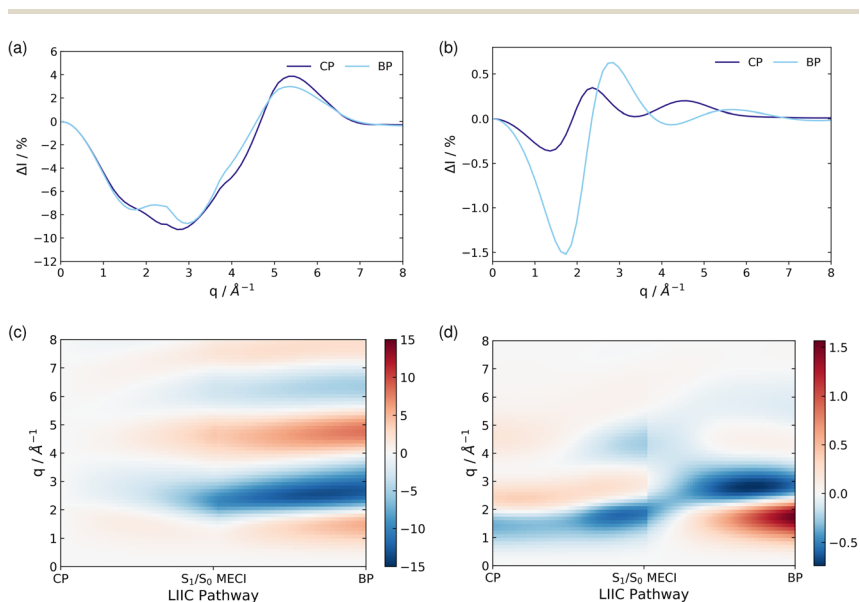 (a)
6
4
2
0
−2
−4
−6
−8
−10
−12
ΔI / %
CP
BP
0 1 2 3 4 5 6 7 8
q / Å⁻¹
(b)
0.5
0.0
−0.5
−1.0
−1.5
ΔI / %
CP
BP
0 1 2 3 4 5 6 7 8
q / Å⁻¹
(c)
8
7
6
5
4
3
2
1
0
q / Å⁻¹
CP S₁/S₀ MECI BP
LIIC Pathway
15
10
5
0
−5
−10
−15
(d)
8
7
6
5
4
3
2
1
0
q / Å⁻¹
CP S₁/S₀ MECI BP
LIIC Pathway
1.5
1.0
0.5
0.0
−0.5